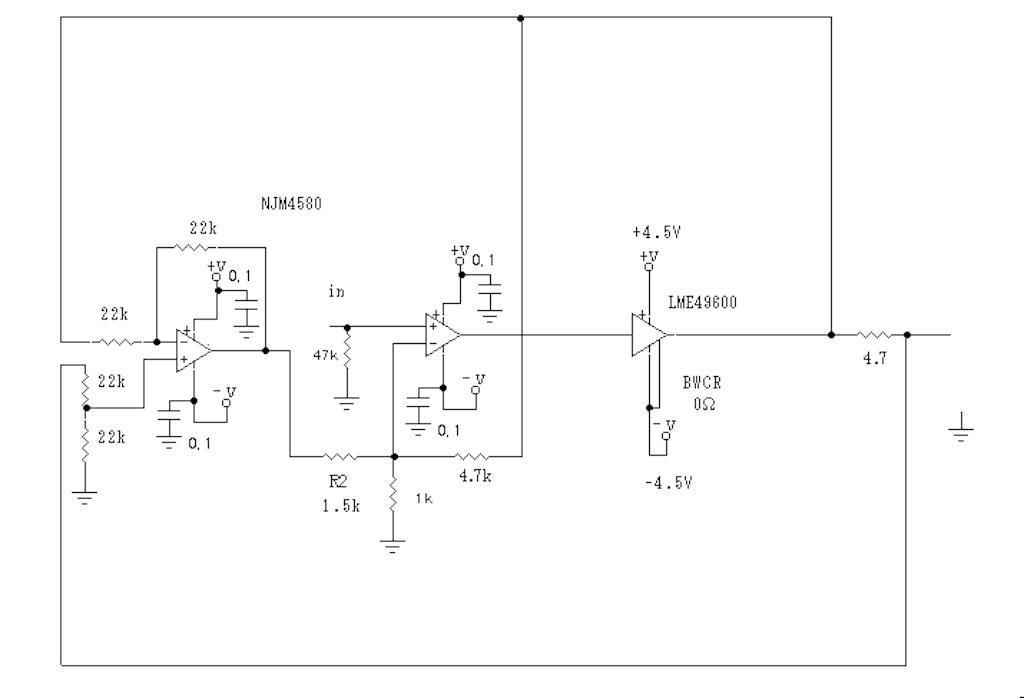 NJM4580
22k
+V
0,1
22k
22k
22k
-V
0,1
in
47k
+V
0,1
-V
0,1
R2
1.5k
1k
4.7k
+4.5V
+V
LME49600
BWCR
0Ω
-V
-4.5V
4.7